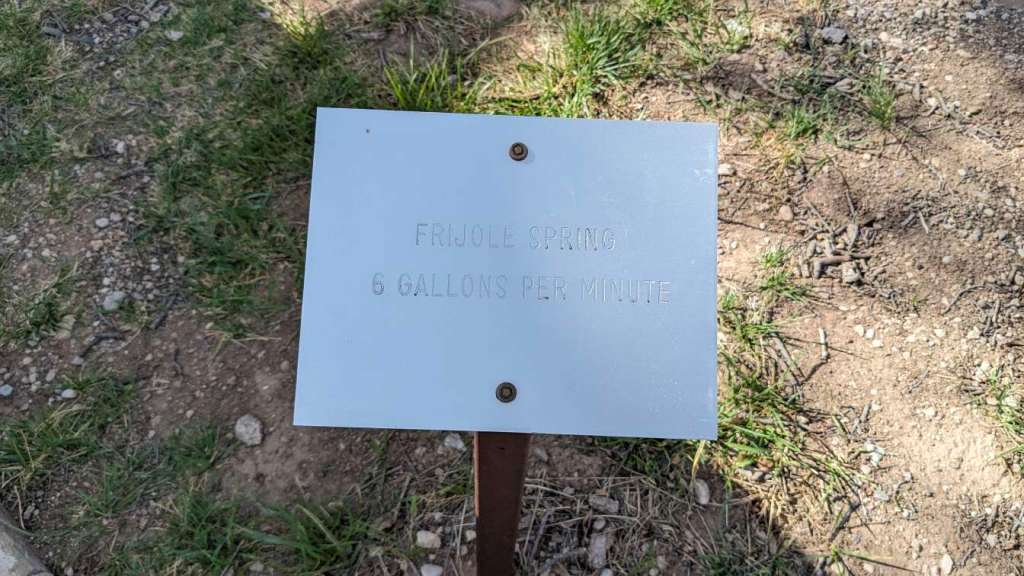 FRIJOLE SPRING
6 GALLONS PER MINUTE